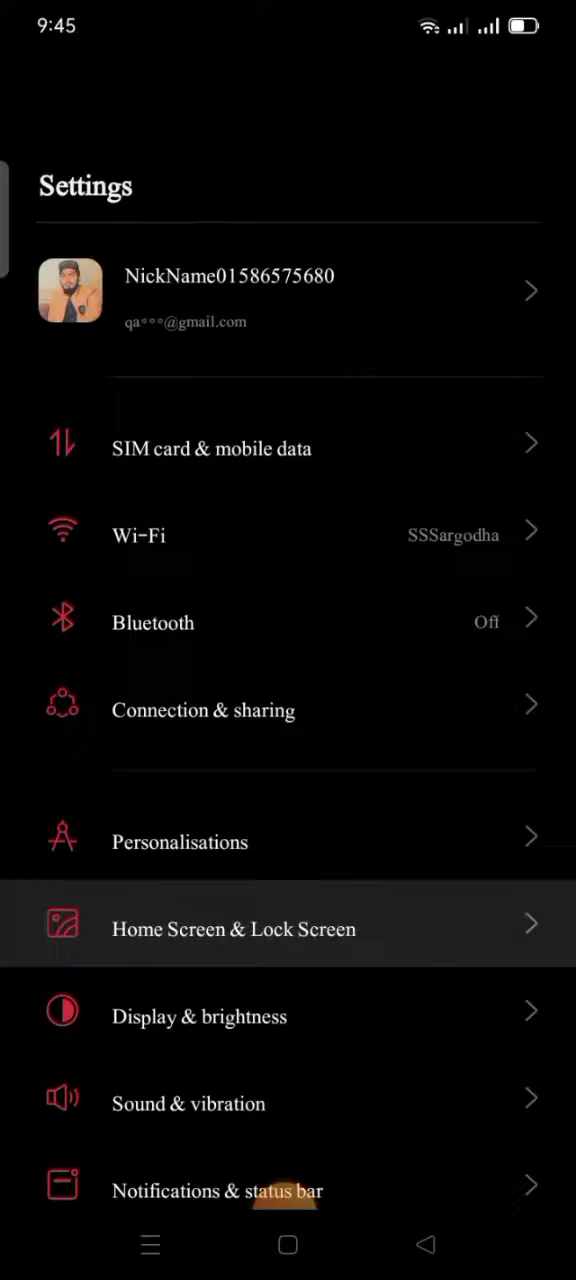 9:45
Settings
NickName01586575680
qa***@gmail.com
SIM card & mobile data
Wi-Fi
SSSargodha
Bluetooth
Off
Connection & sharing
Personalisations
Home Screen & Lock Screen
Display & brightness
Sound & vibration
Notifications & status bar